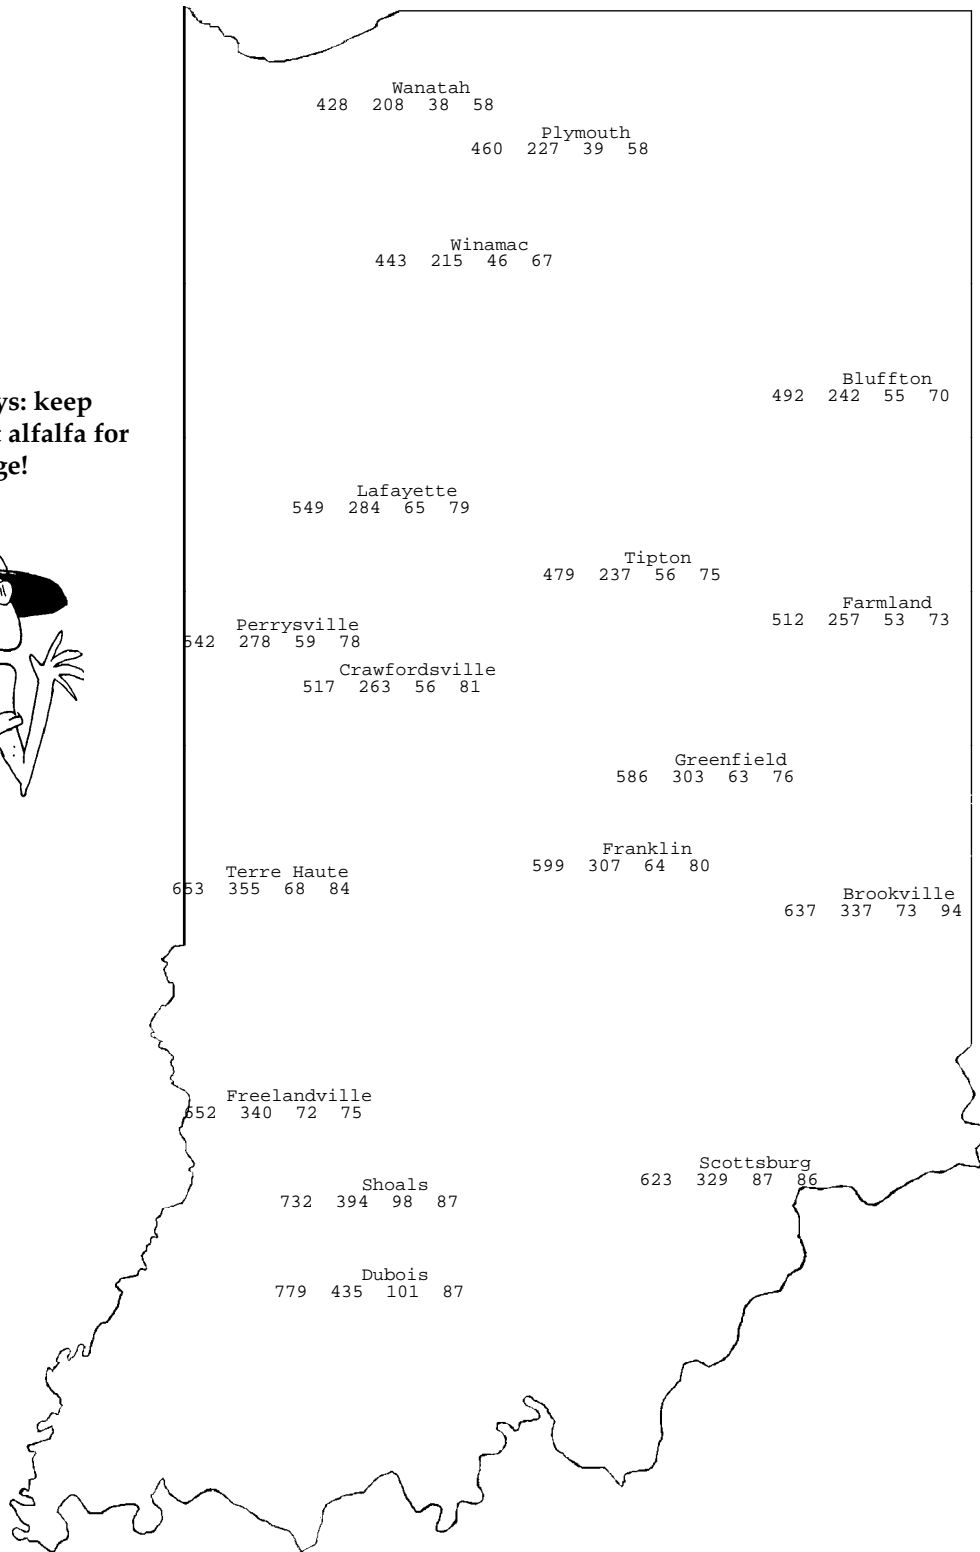 Wanatah
428 208 38 58
Plymouth
460 227 39 58
Winamac
443 215 46 67
Bluffton
492 242 55 70
ys: keep
alfalfa for
ge!
Lafayette
549 284 65 79
Tipton
479 237 56 75
Farmland
512 257 53 73
Perrysville
542 278 59 78
Crawfordsville
517 263 56 81
Greenfield
586 303 63 76
Franklin
599 307 64 80
Terre Haute
653 355 68 84
Brookville
637 337 73 94
Freelandville
652 340 72 75
Scottsburg
623 329 87 86
Shoals
732 394 98 87
Dubois
779 435 101 87